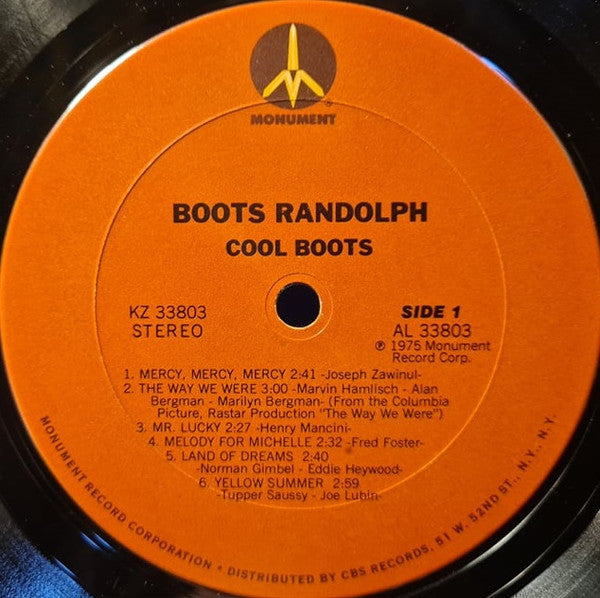 ®
MONUMENT
BOOTS RANDOLPH
COOL BOOTS
KZ 33803
STEREO
SIDE 1
AL 33803
℗ 1975 Monument
Record Corp.
1. MERCY, MERCY, MERCY 2:41 -Joseph Zawinul-
2. THE WAY WE WERE 3:00 -Marvin Hamlisch - Alan
Bergman - Marilyn Bergman- (From the Columbia
Picture, Rastar Production "The Way We Were")
3. MR. LUCKY 2:27 -Henry Mancini-
4. MELODY FOR MICHELLE 2:32 -Fred Foster-
5. LAND OF DREAMS 2:40
-Norman Gimbel - Eddie Heywood-
6. YELLOW SUMMER 2:59
-Tupper Saussy - Joe Lubin-
MONUMENT RECORD CORPORATION • DISTRIBUTED BY CBS RECORDS, 51 W. 52ND ST., N.Y., N.Y.